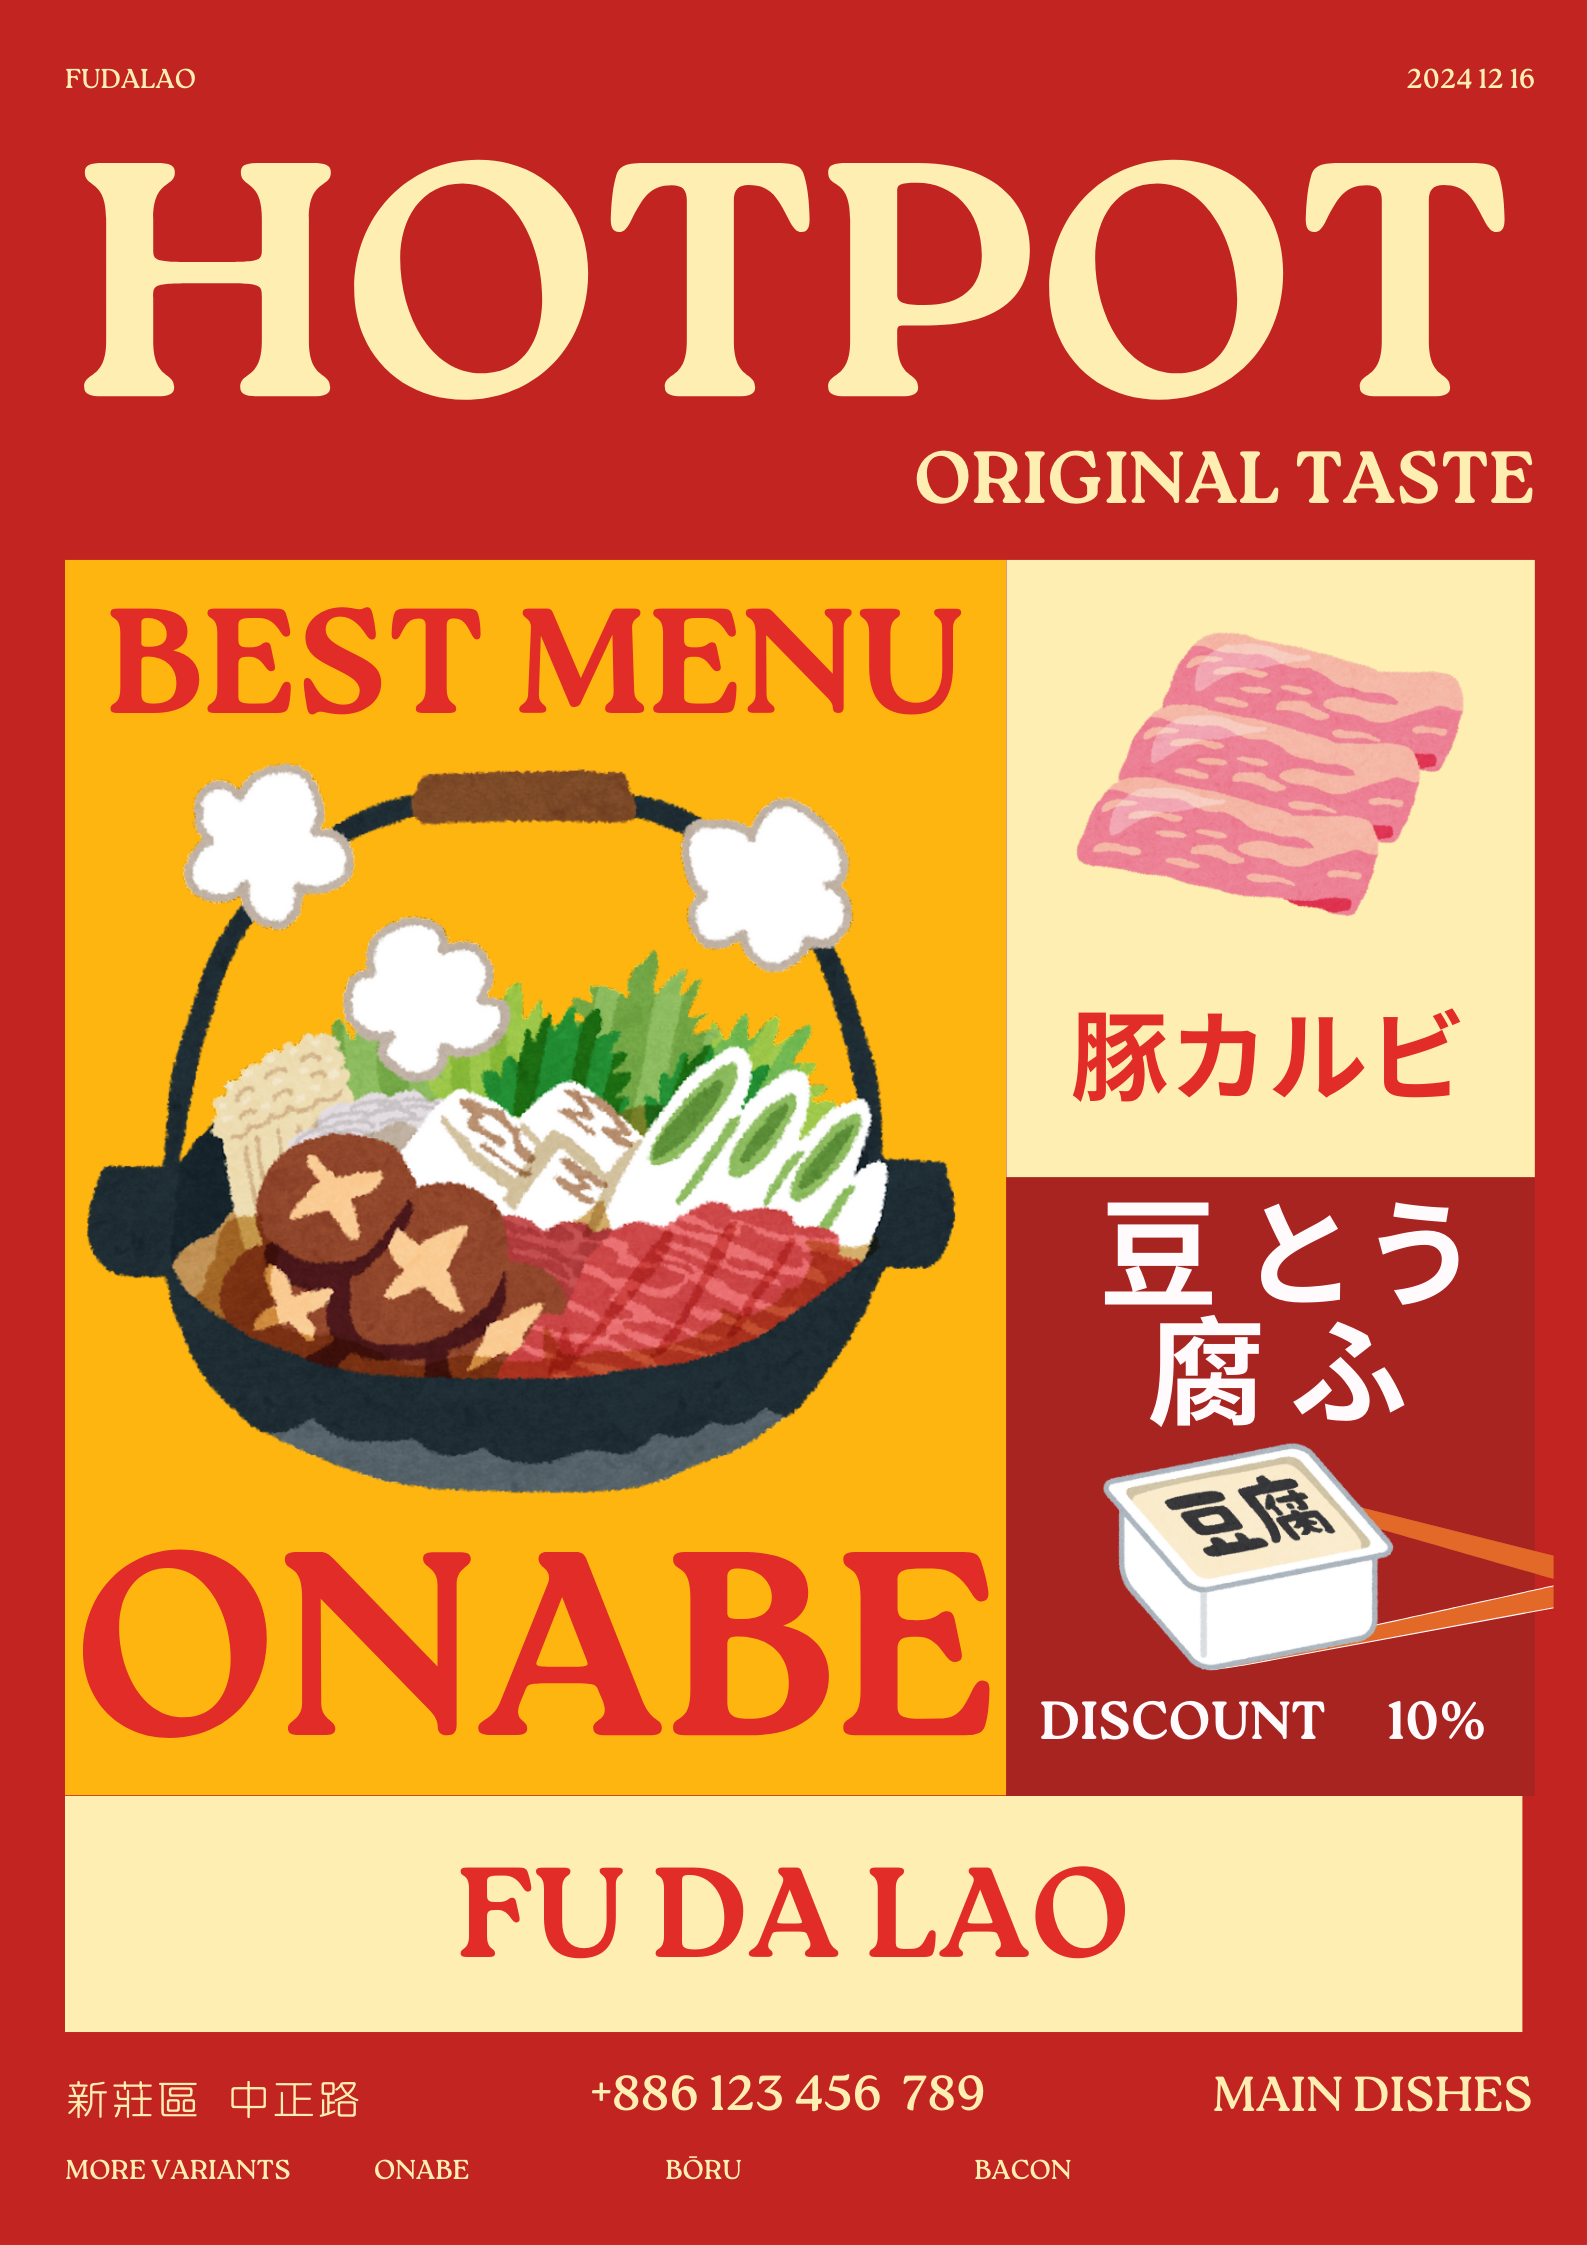 FUDALAO
2024 12 16
HOTPOT
ORIGINAL TASTE
BEST MENU
ONABE
豚カルビ
豆とう
腐ふ
豆腐
DISCOUNT 10%
FU DA LAO
新莊區 中正路
+886 123 456 789
MAIN DISHES
MORE VARIANTS ONABE BŌRU BACON